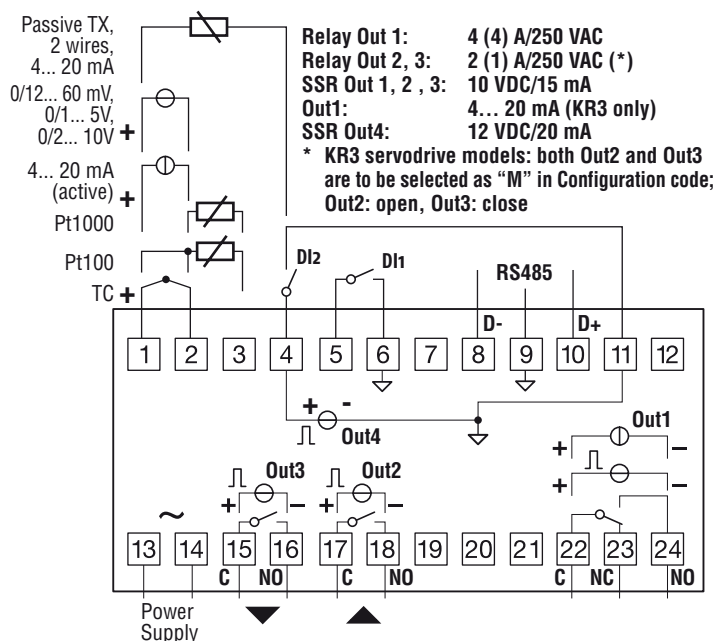 Passive TX,
2 wires,
4... 20 mA
0/12... 60 mV,
0/1... 5V,
0/2... 10V
+
4... 20 mA
(active)
+
Pt1000
Pt100
TC +
Relay Out 1: 4 (4) A/250 VAC
Relay Out 2, 3: 2 (1) A/250 VAC (*)
SSR Out 1, 2 , 3: 10 VDC/15 mA
Out1: 4... 20 mA (KR3 only)
SSR Out4: 12 VDC/20 mA
* KR3 servodrive models: both Out2 and Out3
are to be selected as “M” in Configuration code;
Out2: open, Out3: close
DI2
DI1
RS485
D-
D+
1 2 3 4 5 6 7 8 9 10 11 12
+ -
Out4
Out1
+ −
+ −
Out3
+ −
Out2
+ −
~
13 14 15 16 17 18 19 20 21 22 23 24
C NO C NO C NC NO
Power
Supply